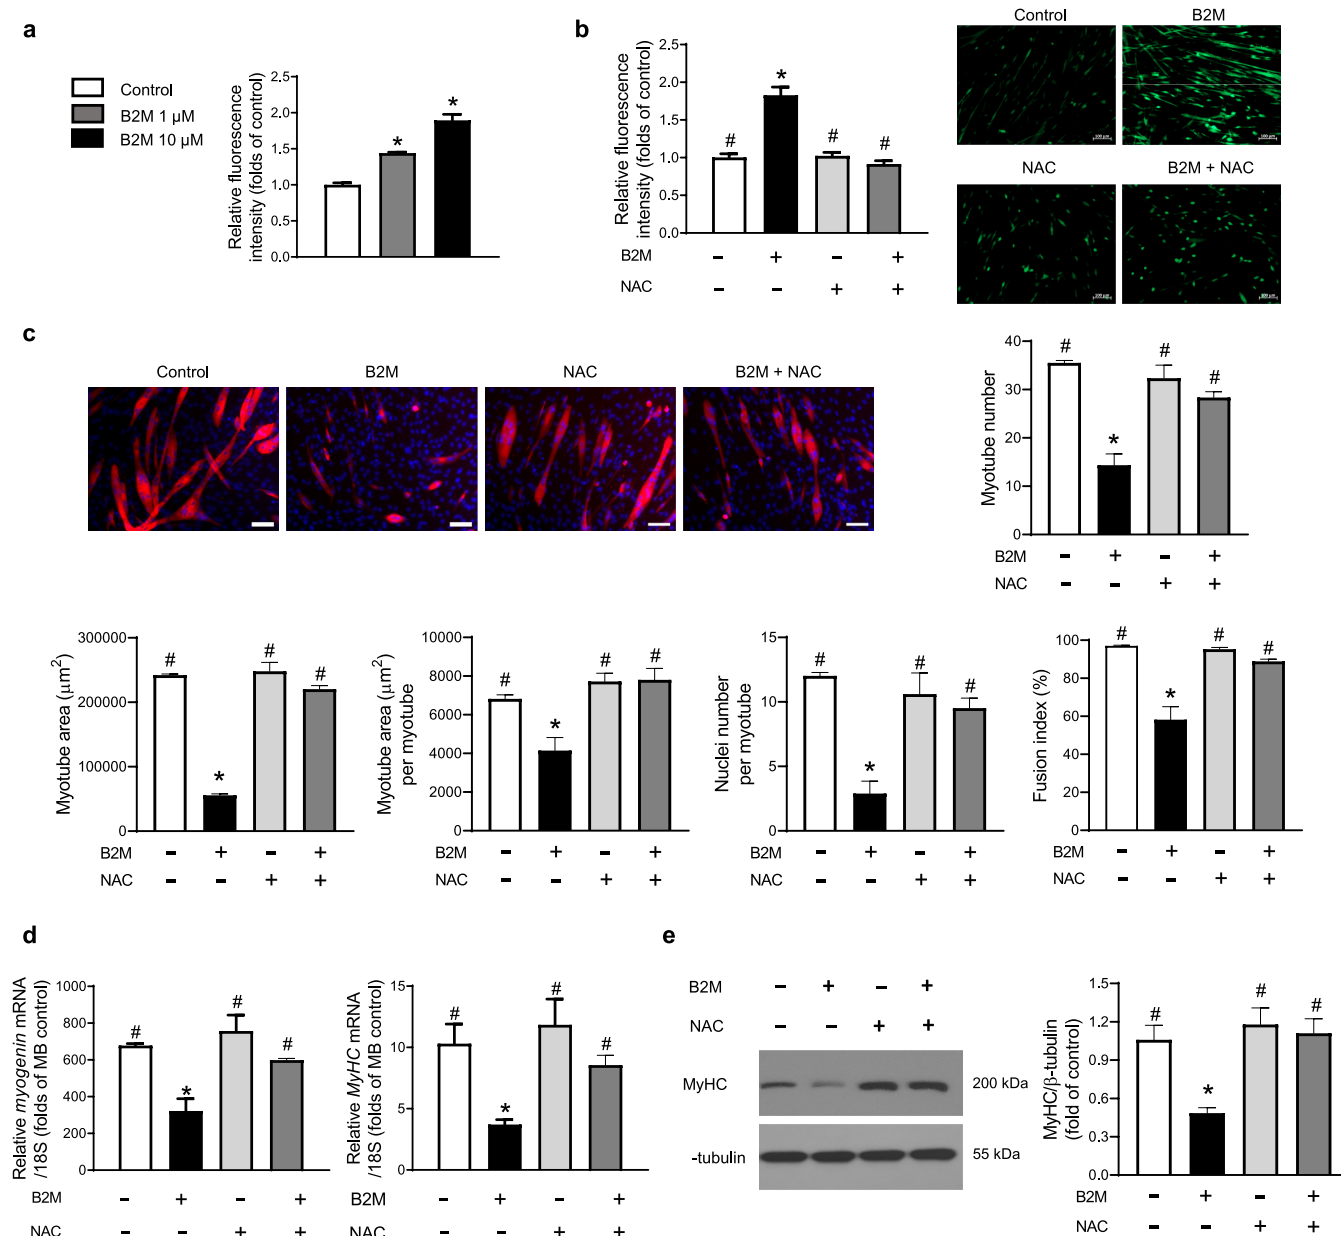 a
Control
B2M 1 μM
B2M 10 μM
Relative fluorescence
intensity (folds of control)
2.5
2.0
1.5
1.0
0.5
0.0
*
*
b
Relative fluorescence
intensity (folds of control)
2.5
2.0
1.5
1.0
0.5
0.0
#
*
#
#
B2M
– + – +
NAC
– – + +
Control
B2M
100 μm
100 μm
NAC
B2M + NAC
100 μm
100 μm
c
Control
B2M
NAC
B2M + NAC
Myotube number
40
30
20
10
0
#
*
#
#
B2M
– + – +
NAC
– – + +
Myotube area (μm²)
300000
200000
100000
0
#
*
#
#
B2M
– + – +
NAC
– – + +
Myotube area (μm²)
per myotube
10000
8000
6000
4000
2000
0
#
*
#
#
B2M
– + – +
NAC
– – + +
Nuclei number
per myotube
15
10
5
0
#
*
#
#
B2M
– + – +
NAC
– – + +
Fusion index (%)
100
80
60
40
20
0
#
*
#
#
B2M
– + – +
NAC
– – + +
d
Relative myogenin mRNA
/18S (folds of MB control)
1000
800
600
400
200
0
#
*
#
#
B2M
– + – +
NAC
– – + +
Relative MyHC mRNA
/18S (folds of MB control)
15
10
5
0
#
*
#
#
B2M
– + – +
NAC
– – + +
e
B2M – + – +
NAC – – + +
MyHC 200 kDa
-tubulin 55 kDa
MyHC/β-tubulin
(fold of control)
1.5
1.2
0.9
0.6
0.3
0.0
#
*
#
#
B2M
– + – +
NAC
– – + +